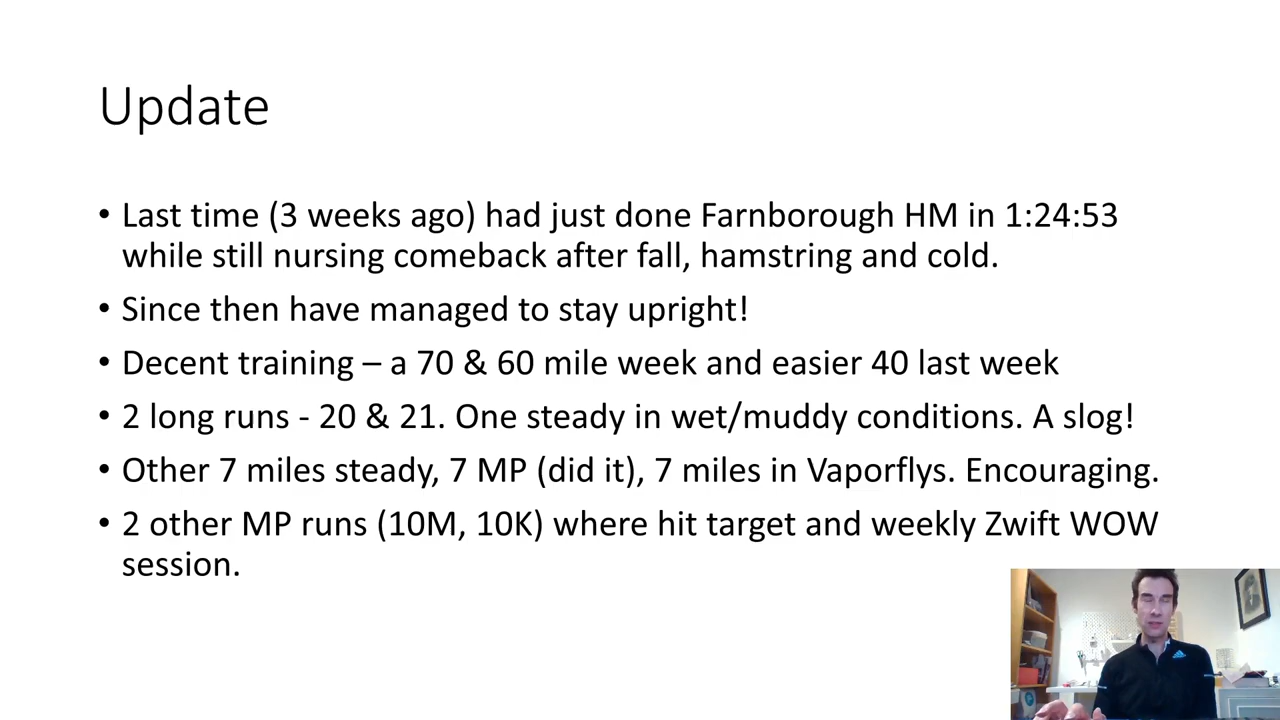 Update
• Last time (3 weeks ago) had just done Farnborough HM in 1:24:53
while still nursing comeback after fall, hamstring and cold.
• Since then have managed to stay upright!
• Decent training – a 70 & 60 mile week and easier 40 last week
• 2 long runs - 20 & 21. One steady in wet/muddy conditions. A slog!
• Other 7 miles steady, 7 MP (did it), 7 miles in Vaporflys. Encouraging.
• 2 other MP runs (10M, 10K) where hit target and weekly Zwift WOW
session.